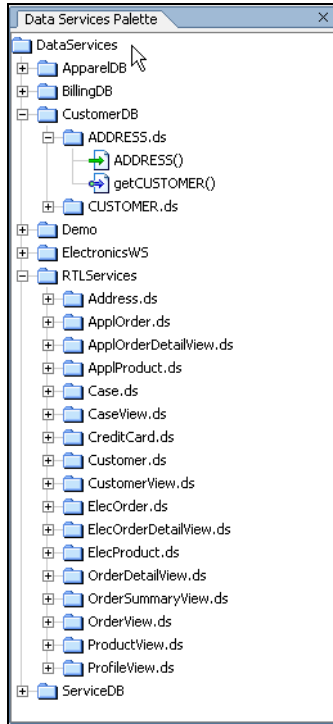 Data Services Palette
DataServices
ApparelDB
BillingDB
CustomerDB
ADDRESS.ds
ADDRESS()
getCUSTOMER()
CUSTOMER.ds
Demo
ElectronicsWS
RTLServices
Address.ds
ApplOrder.ds
ApplOrderDetailView.ds
ApplProduct.ds
Case.ds
CaseView.ds
CreditCard.ds
Customer.ds
CustomerView.ds
ElecOrder.ds
ElecOrderDetailView.ds
ElecProduct.ds
OrderDetailView.ds
OrderSummaryView.ds
OrderView.ds
ProductView.ds
ProfileView.ds
ServiceDB